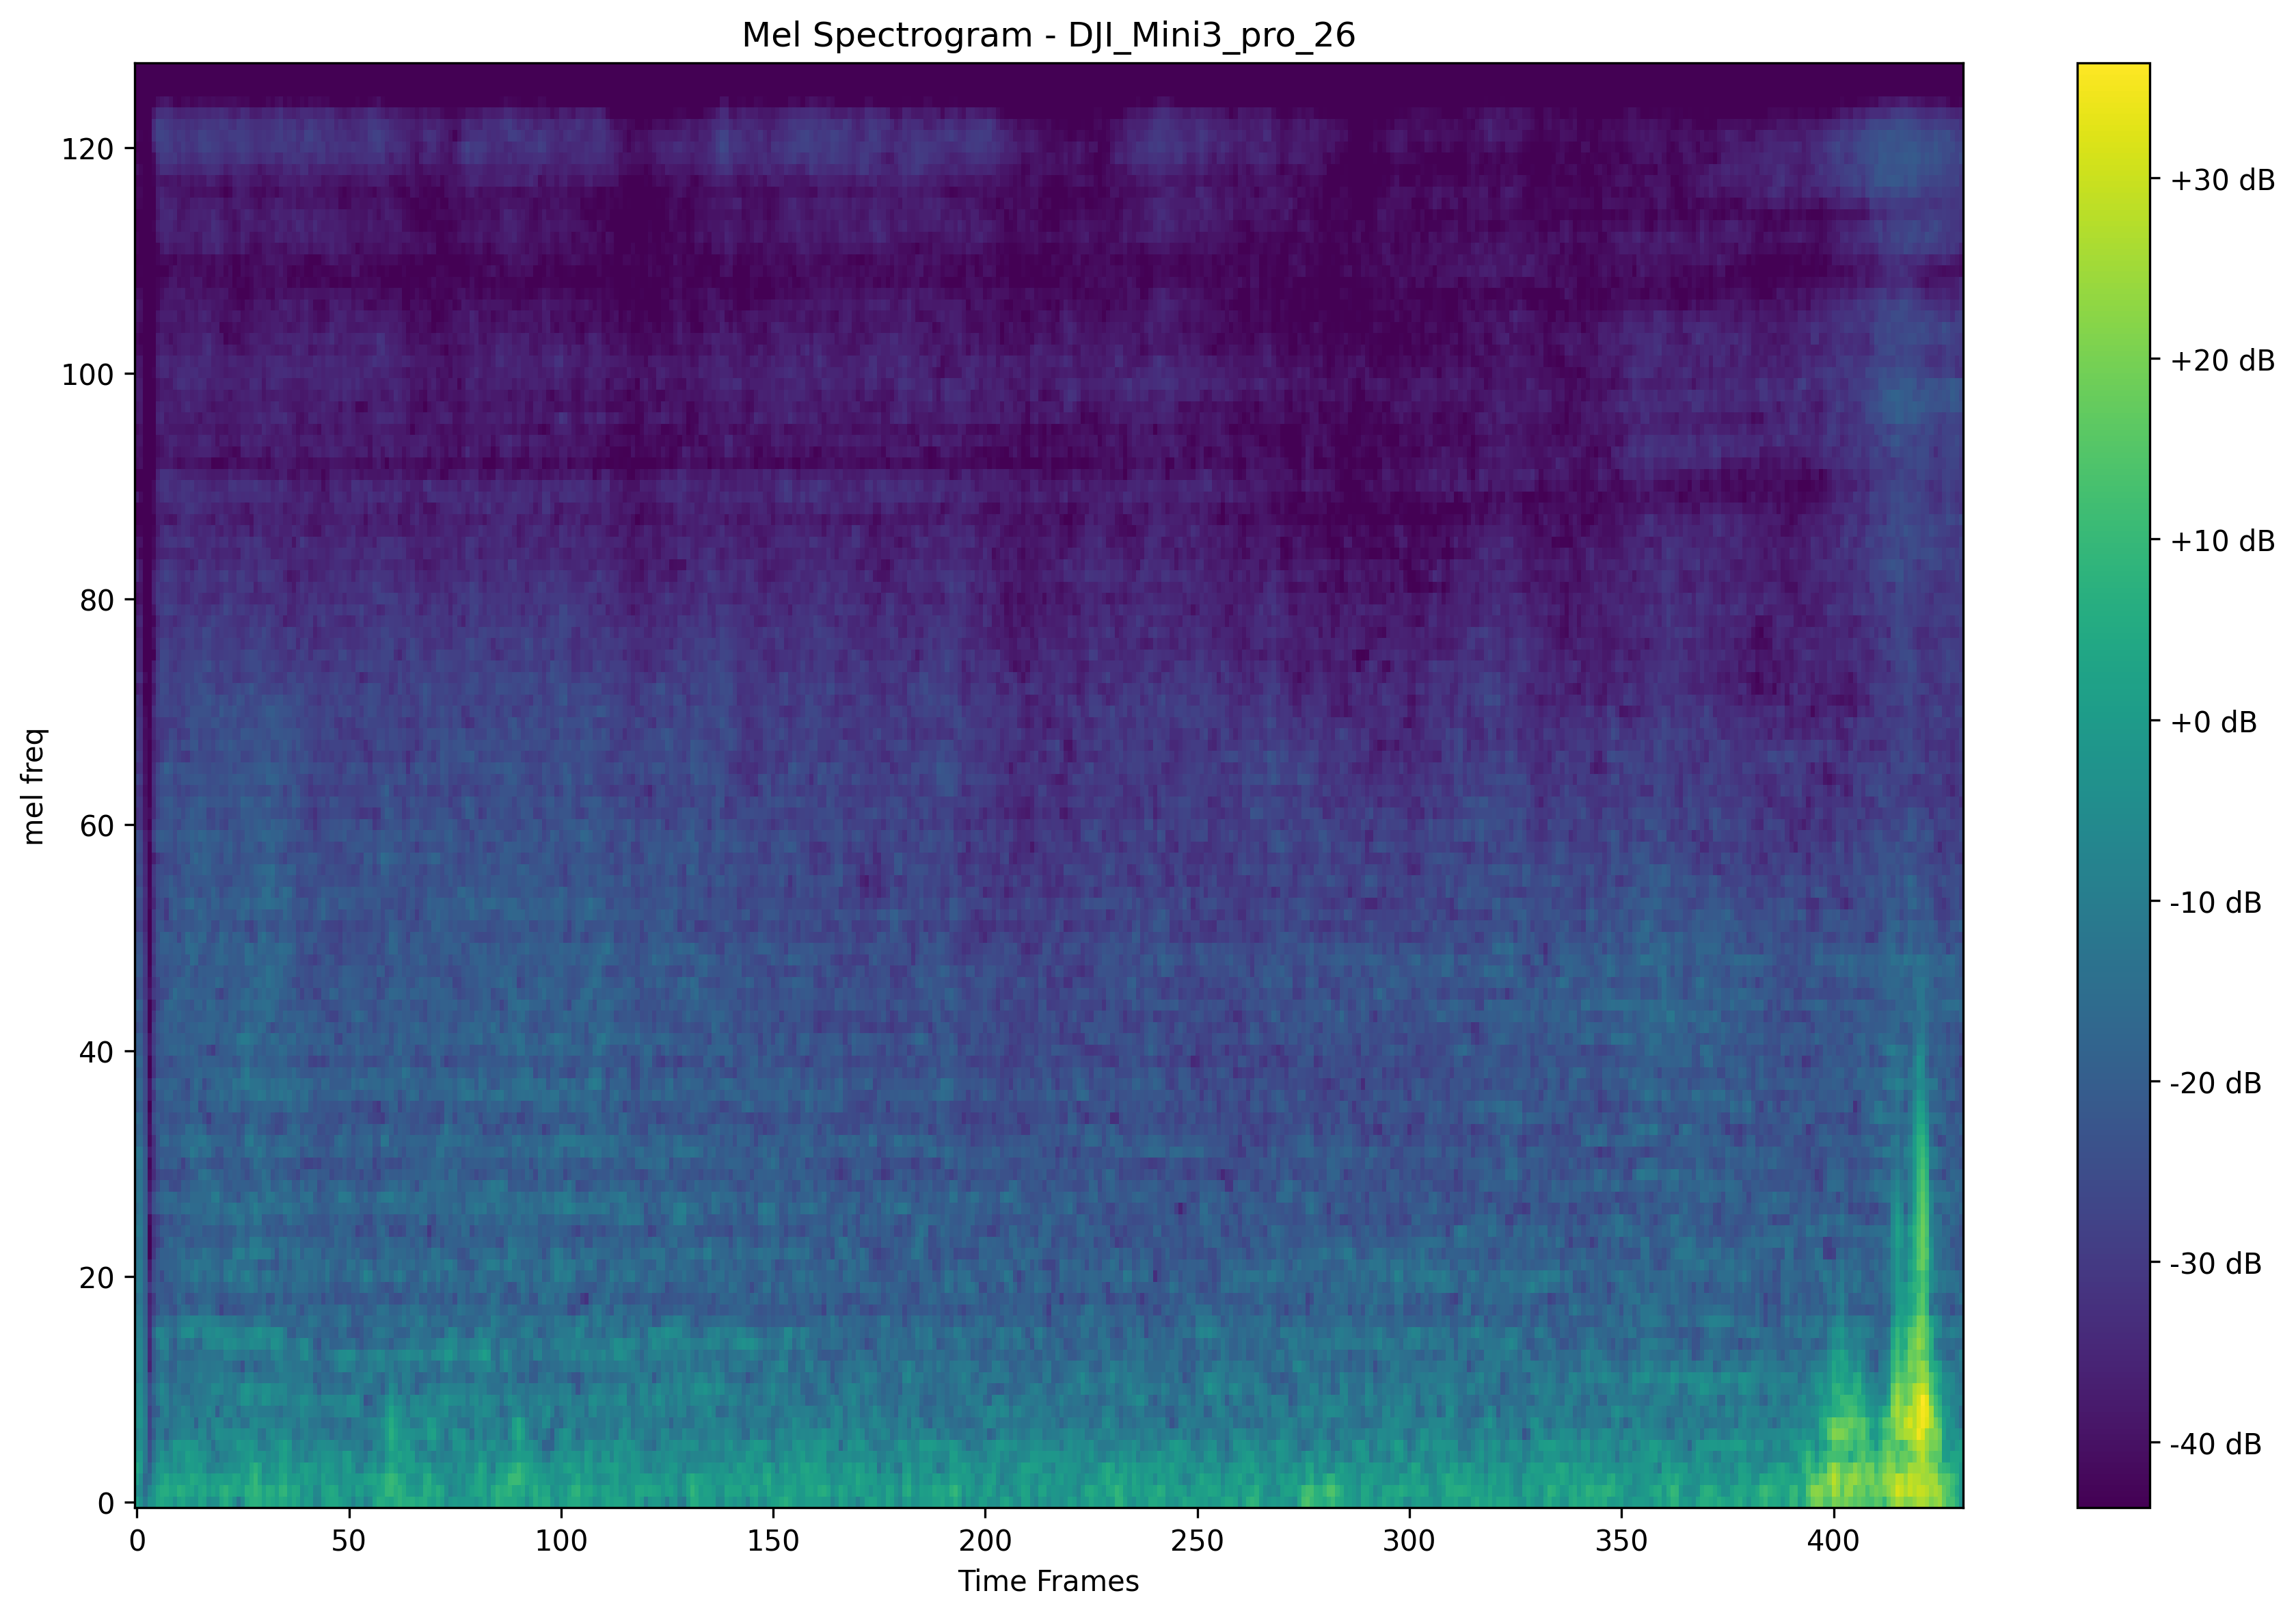 Mel Spectrogram - DJI_Mini3_pro_26
mel freq
120
100
80
60
40
20
0
0 50 100 150 200 250 300 350 400
Time Frames
+30 dB
+20 dB
+10 dB
+0 dB
-10 dB
-20 dB
-30 dB
-40 dB